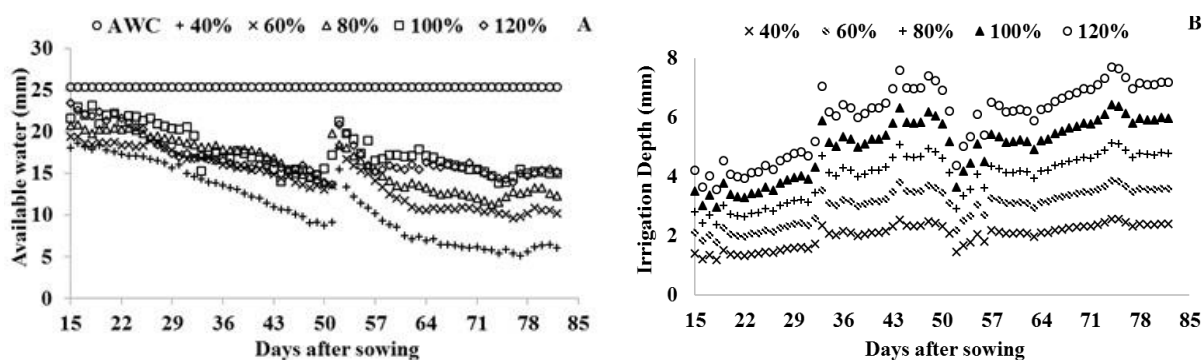 ○ AWC + 40% × 60% △ 80% □ 100% ◇ 120% A
30
25
20
15
10
5
0
Available water (mm)
15 22 29 36 43 50 57 64 71 78 85
Days after sowing
B
× 40% 60% + 80% ▲ 100% ○ 120%
8
6
4
2
0
Irrigation Depth (mm)
15 22 29 36 43 50 57 64 71 78 85
Days after sowing